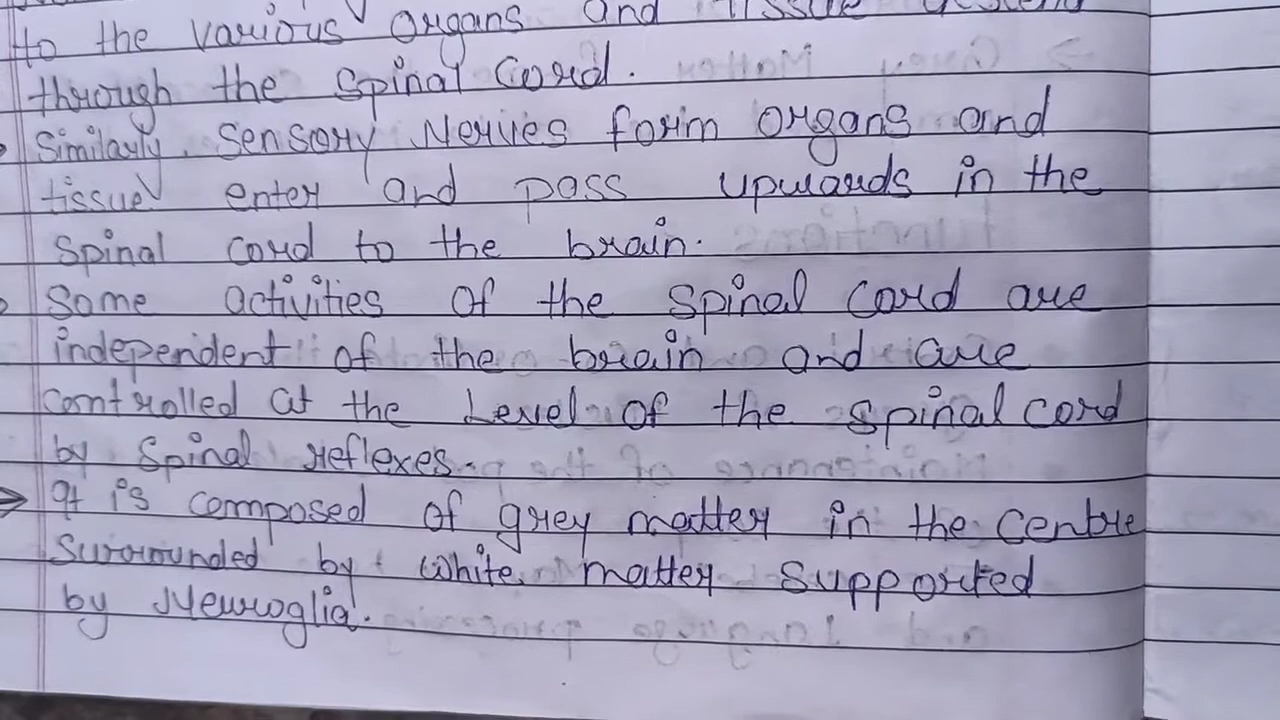 to the various organs and tissue
through the Spinal Cord.
Similarly, Sensory Nerves form organs and
tissue enter and pass upwards in the
Spinal cord to the brain.
Some activities of the Spinal Cord are
independent of the brain and are
controlled at the Level of the Spinal cord
by Spinal reflexes.
→ It is composed of grey matter in the Centre
Surrounded by White matter supported
by Neuroglia.